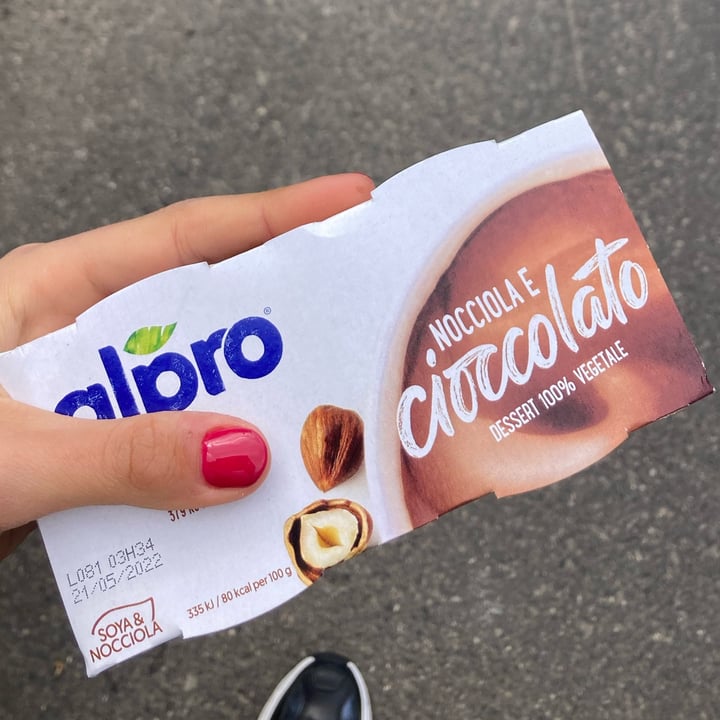 alpro®
NOCCIOLA E
cioccolato
DESSERT 100% VEGETALE
L081 03H34
21/05/2022
335 kJ / 80 kcal per 100 g
SOYA &
NOCCIOLA